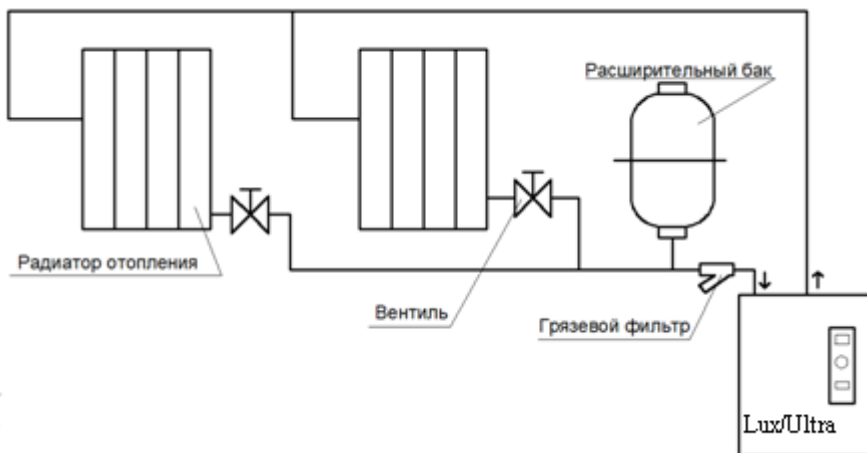 Расширительный бак
Радиатор отопления
Вентиль
Грязевой фильтр
Lux/Ultra